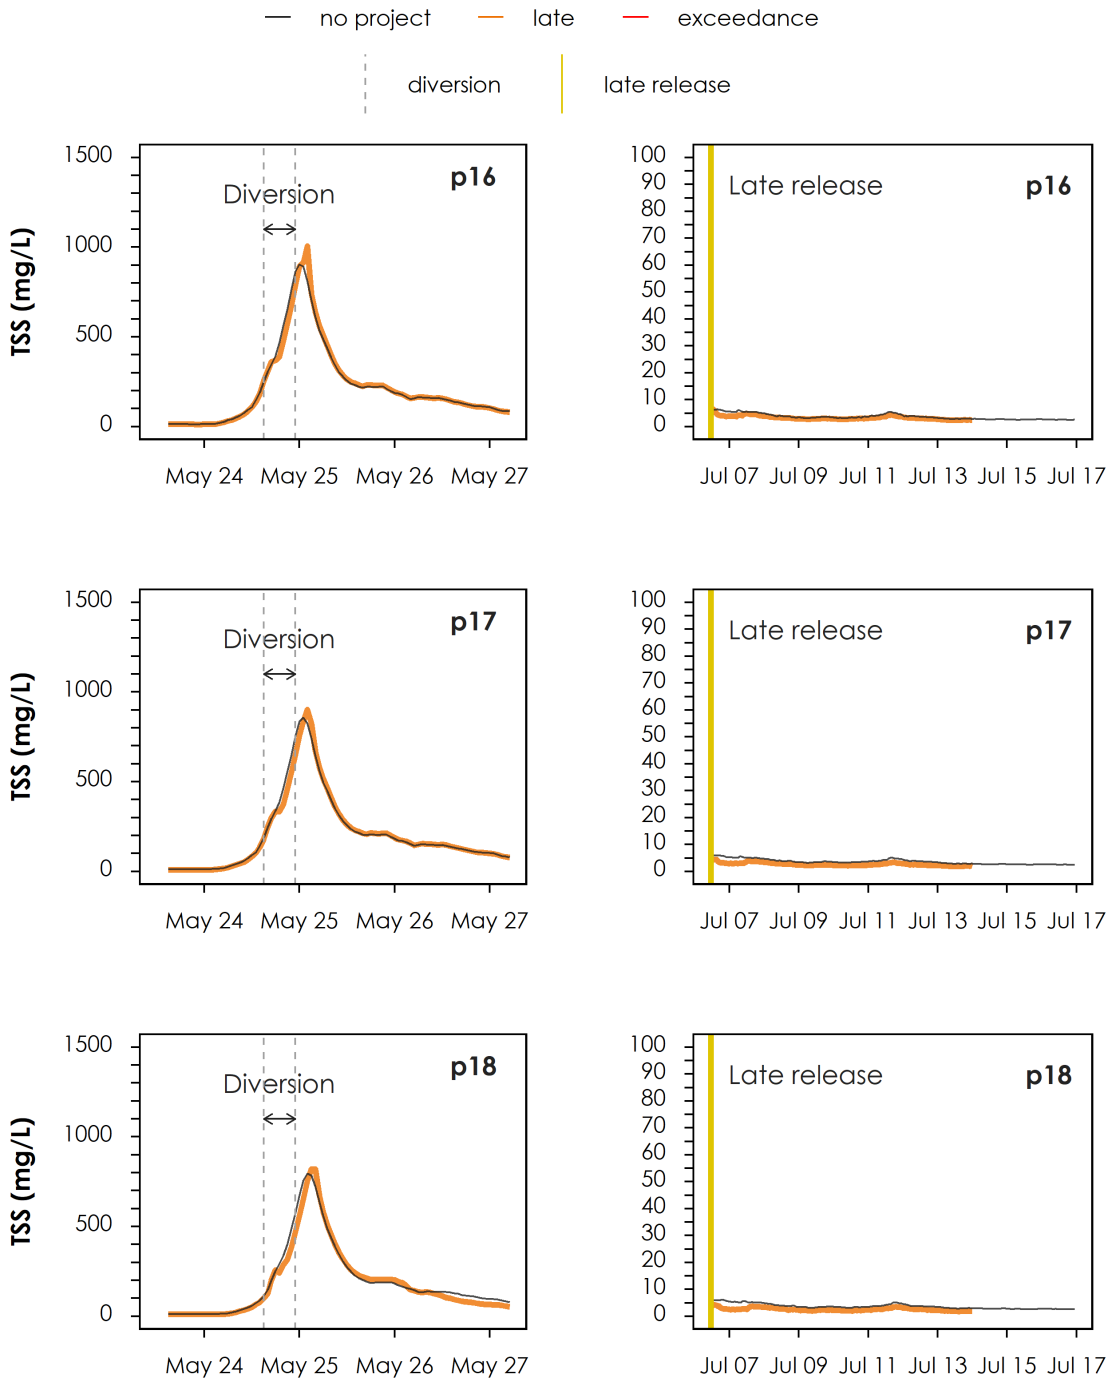 no project late exceedance
diversion late release
TSS (mg/L)
1500
1000
500
0
Diversion
p16
May 24 May 25 May 26 May 27
100
90
80
70
60
50
40
30
20
10
0
Late release
p16
Jul 07 Jul 09 Jul 11 Jul 13 Jul 15 Jul 17
TSS (mg/L)
1500
1000
500
0
Diversion
p17
May 24 May 25 May 26 May 27
100
90
80
70
60
50
40
30
20
10
0
Late release
p17
Jul 07 Jul 09 Jul 11 Jul 13 Jul 15 Jul 17
TSS (mg/L)
1500
1000
500
0
Diversion
p18
May 24 May 25 May 26 May 27
100
90
80
70
60
50
40
30
20
10
0
Late release
p18
Jul 07 Jul 09 Jul 11 Jul 13 Jul 15 Jul 17